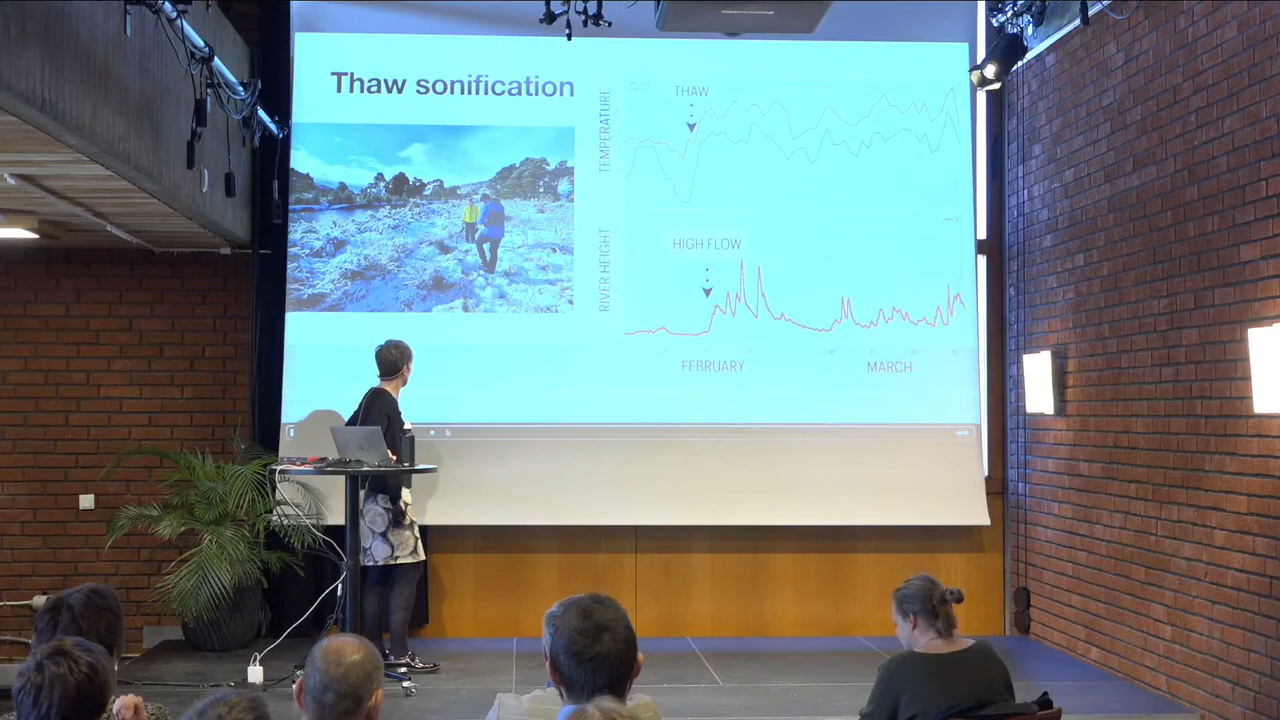 Thaw sonification
TEMPERATURE
THAW
RIVER HEIGHT
HIGH FLOW
FEBRUARY
MARCH